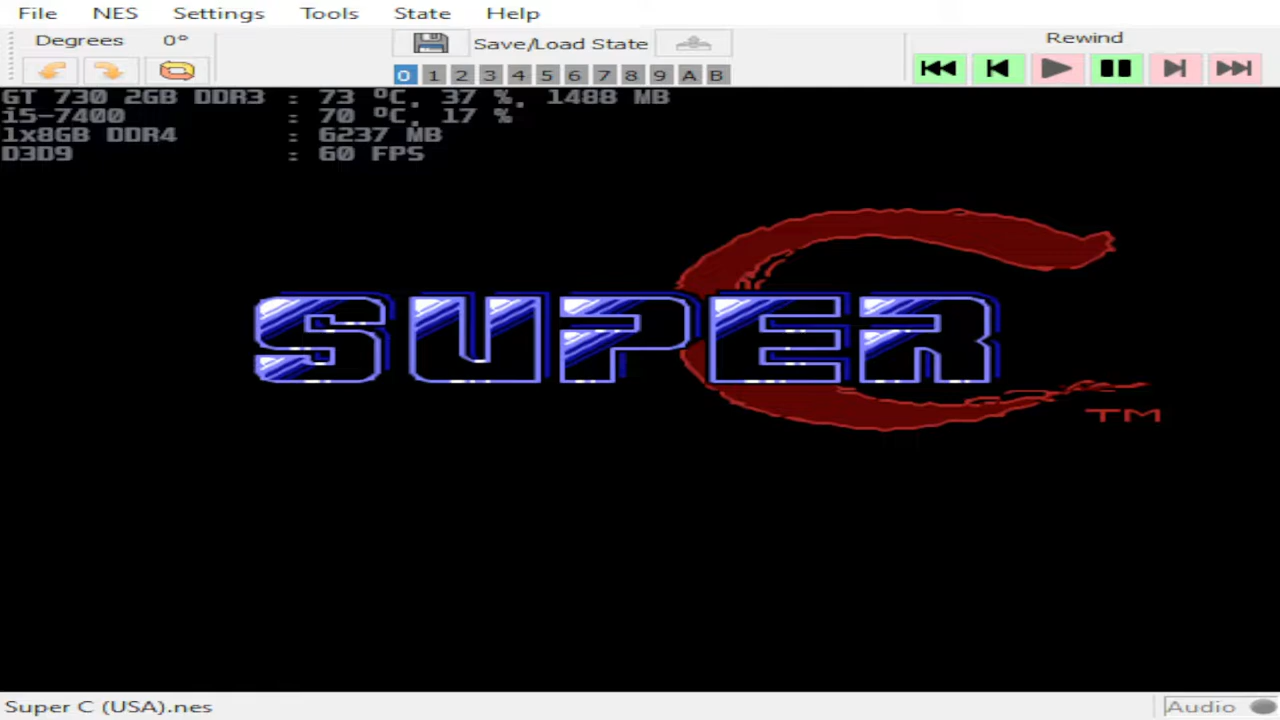 File NES Settings Tools State Help
Degrees 0° Save/Load State Rewind
0 1 2 3 4 5 6 7 8 9 A B
GT 730 2GB DDR3 : 73 ºC, 37 %, 1488 MB
i5-7400 : 70 ºC, 17 %
1x8GB DDR4 : 6237 MB
D3D9 : 60 FPS
SUPER C
TM
Super C (USA).nes Audio